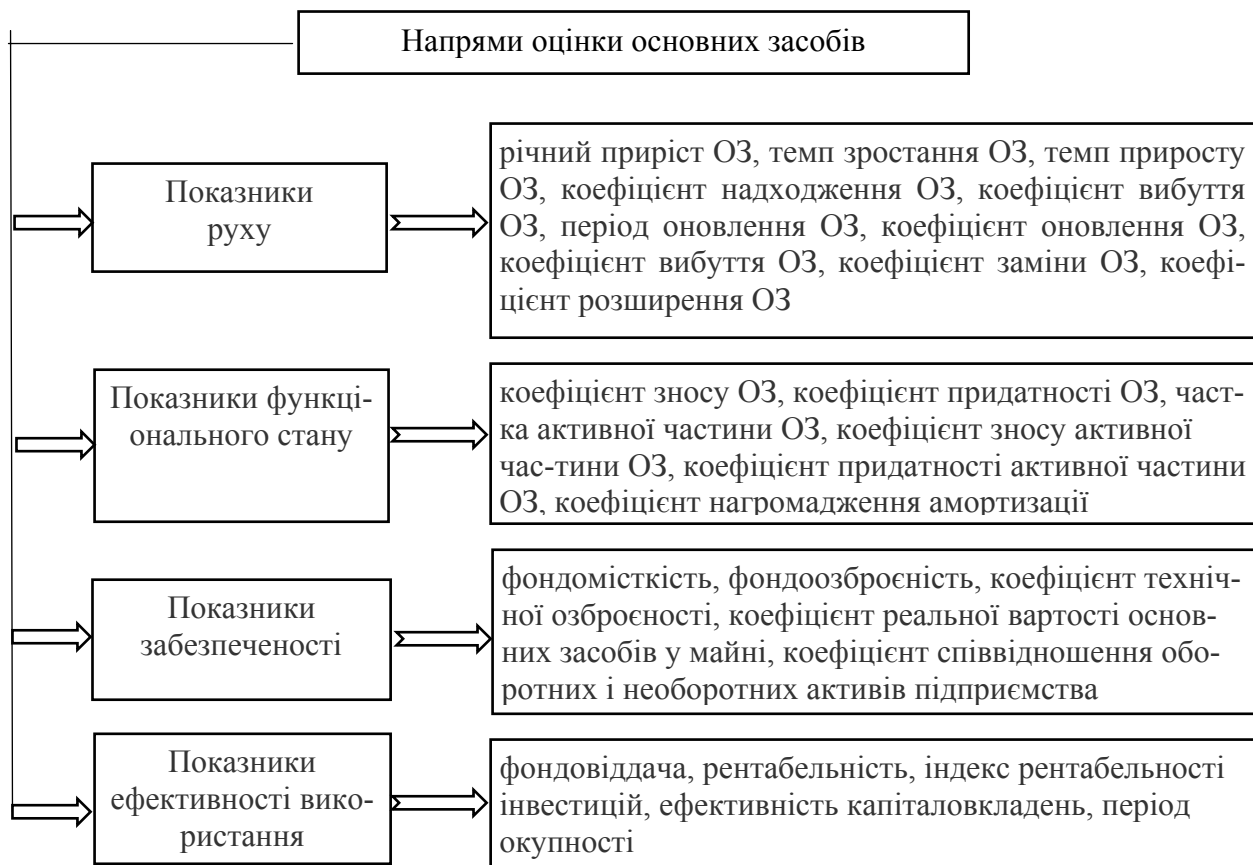 Напрями оцінки основних засобів
Показники
руху
річний приріст ОЗ, темп зростання ОЗ, темп приросту
ОЗ, коефіцієнт надходження ОЗ, коефіцієнт вибуття
ОЗ, період оновлення ОЗ, коефіцієнт оновлення ОЗ,
коефіцієнт вибуття ОЗ, коефіцієнт заміни ОЗ, коефі-
цієнт розширення ОЗ
Показники функці-
онального стану
коефіцієнт зносу ОЗ, коефіцієнт придатності ОЗ, част-
ка активної частини ОЗ, коефіцієнт зносу активної
час-тини ОЗ, коефіцієнт придатності активної частини
ОЗ, коефіцієнт нагромадження амортизації
Показники
забезпеченості
фондомісткість, фондоозброєність, коефіцієнт техніч-
ної озброєності, коефіцієнт реальної вартості основ-
них засобів у майні, коефіцієнт співвідношення обо-
ротних і необоротних активів підприємства
Показники
ефективності вико-
ристання
фондовіддача, рентабельність, індекс рентабельності
інвестицій, ефективність капіталовкладень, період
окупності